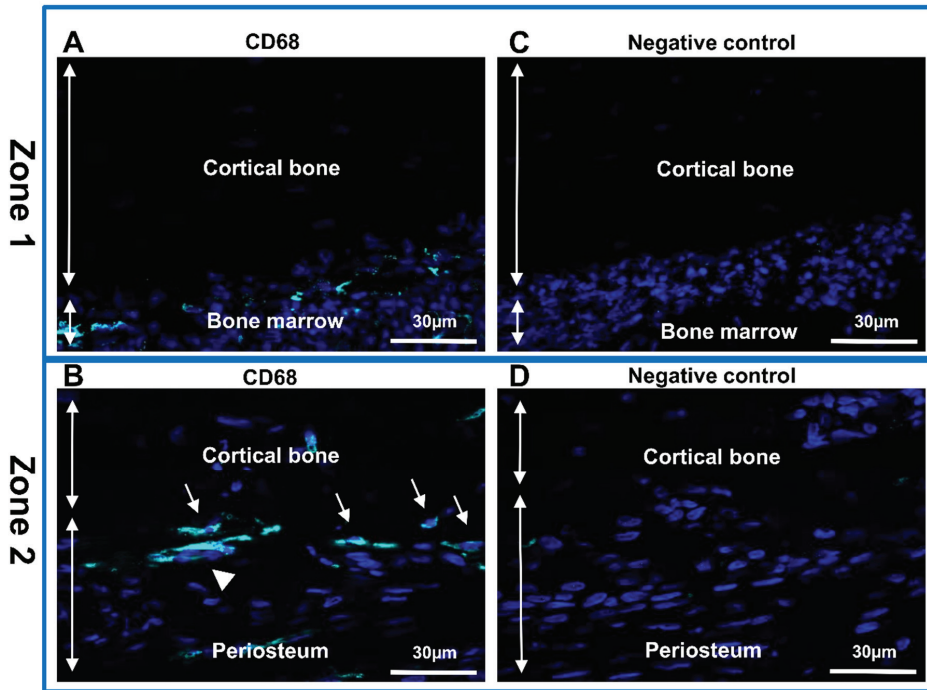 Zone 1
A
CD68
Cortical bone
Bone marrow
30µm
C
Negative control
Cortical bone
Bone marrow
30µm
Zone 2
B
CD68
Cortical bone
Periosteum
30µm
D
Negative control
Cortical bone
Periosteum
30µm